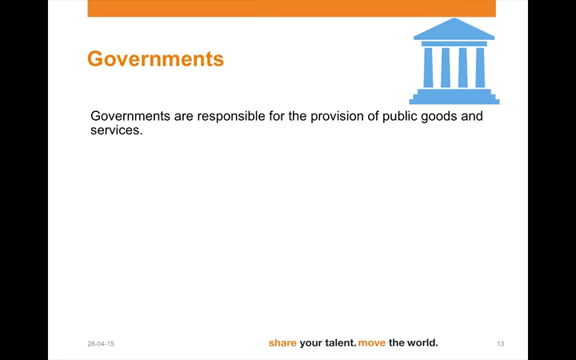 Governments
Governments are responsible for the provision of public goods and
services.
28-04-15
share your talent. move the world.
13